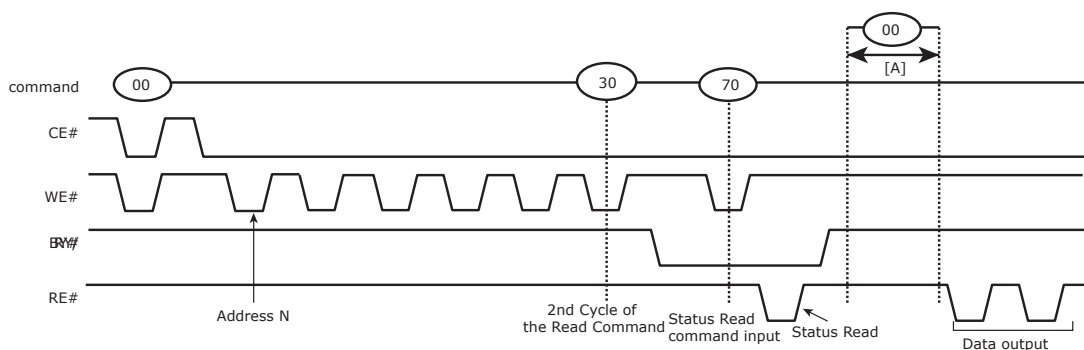 00
[A]
command
00
30
70
CE#
WE#
RE#
Address N
2nd Cycle of
the Read Command
Status Read
command input
Status Read
Data output